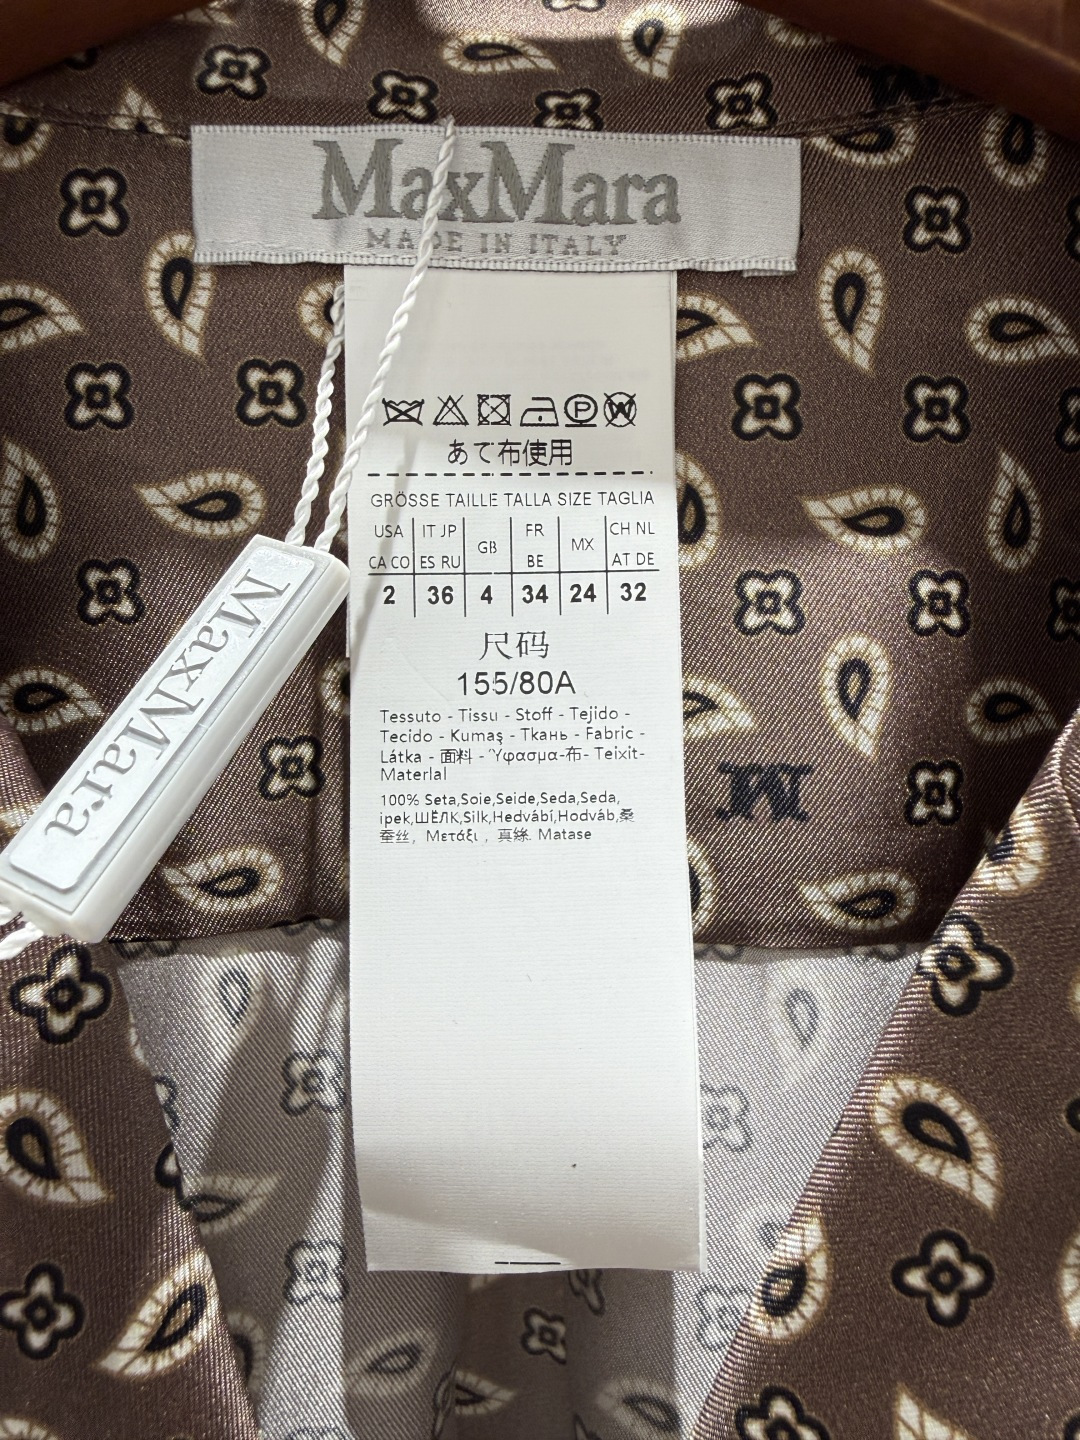 MaxMara
MADE IN ITALY
W
P
あて布使用
GRÖSSE TAILLE TALLA SIZE TAGLIA
USA CA CO IT JP ES RU GB FR BE MX CH NL AT DE
2 36 4 34 24 32
尺码
155/80A
Tessuto - Tissu - Stoff - Tejido -
Tecido - Kumaş - Ткань - Fabric -
Látka - 面料 - Ύφασμα-布- Teixit-
Material
100% Seta,Soie,Seide,Seda,Seda,
ipek,ШЁЛК,Silk,Hedvábí,Hodváb,桑
蚕丝, Μετάξι , 真絲. Matase
MaxMara
M